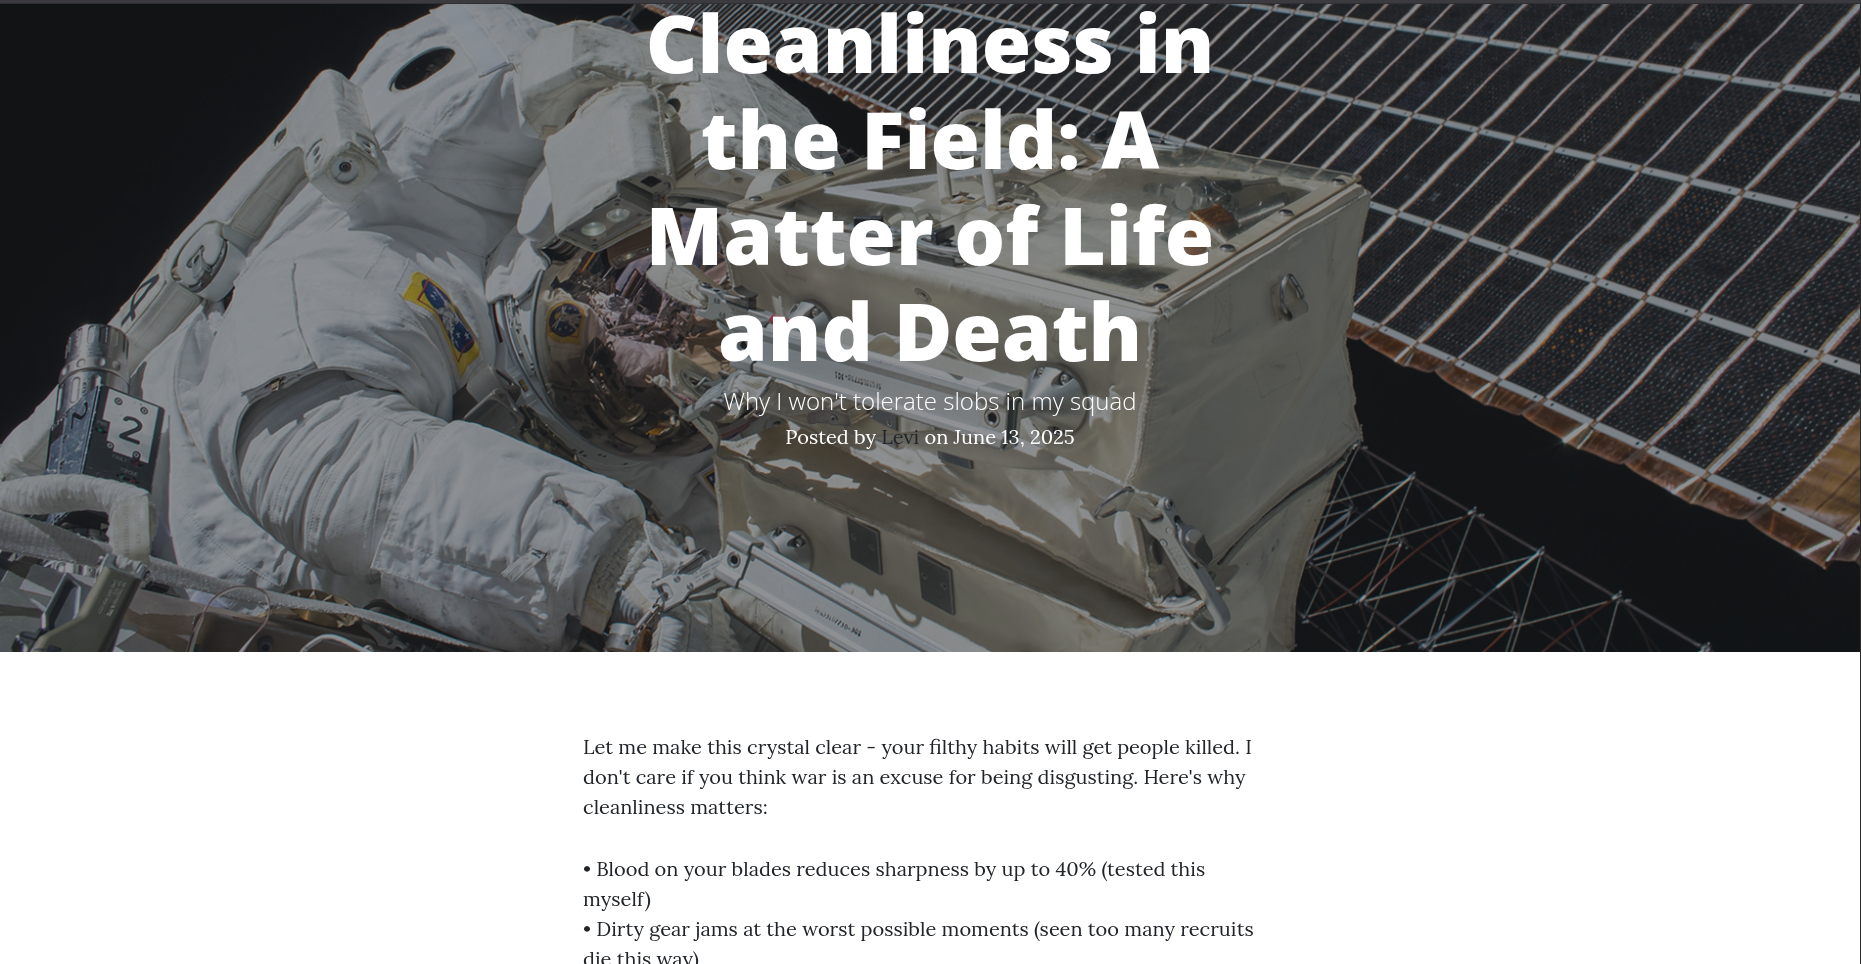 Cleanliness in
the Field: A
Matter of Life
and Death
Why I won't tolerate slobs in my squad
Posted by Levi on June 13, 2025
2
Let me make this crystal clear - your filthy habits will get people killed. I
don't care if you think war is an excuse for being disgusting. Here's why
cleanliness matters:
• Blood on your blades reduces sharpness by up to 40% (tested this
myself)
• Dirty gear jams at the worst possible moments (seen too many recruits
die this way)